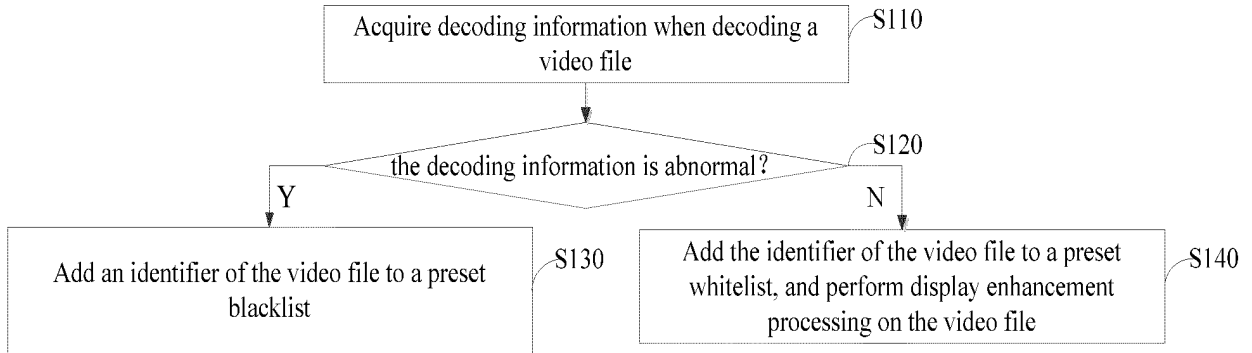 Acquire decoding information when decoding a
video file
S110
the decoding information is abnormal?
S120
Y
N
Add an identifier of the video file to a preset
blacklist
S130
Add the identifier of the video file to a preset
whitelist, and perform display enhancement
processing on the video file
S140